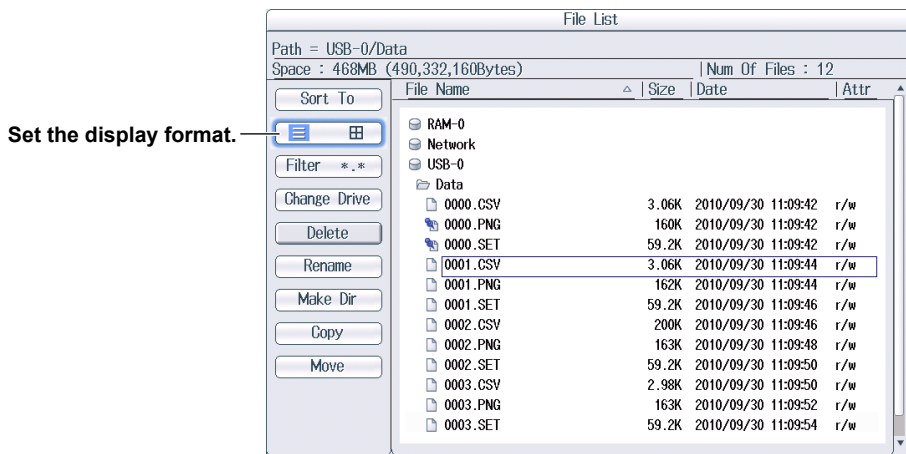 File List
Path = USB-0/Data
Space : 468MB (490,332,160Bytes) Num Of Files : 12
File Name Size Date Attr
Sort To
Set the display format.
Filter *.*
Change Drive
Delete
Rename
Make Dir
Copy
Move
RAM-0
Network
USB-0
Data
0000.CSV 3.06K 2010/09/30 11:09:42 r/w
0000.PNG 160K 2010/09/30 11:09:42 r/w
0000.SET 59.2K 2010/09/30 11:09:42 r/w
0001.CSV 3.06K 2010/09/30 11:09:44 r/w
0001.PNG 162K 2010/09/30 11:09:44 r/w
0001.SET 59.2K 2010/09/30 11:09:46 r/w
0002.CSV 200K 2010/09/30 11:09:46 r/w
0002.PNG 163K 2010/09/30 11:09:48 r/w
0002.SET 59.2K 2010/09/30 11:09:50 r/w
0003.CSV 2.98K 2010/09/30 11:09:50 r/w
0003.PNG 163K 2010/09/30 11:09:52 r/w
0003.SET 59.2K 2010/09/30 11:09:54 r/w